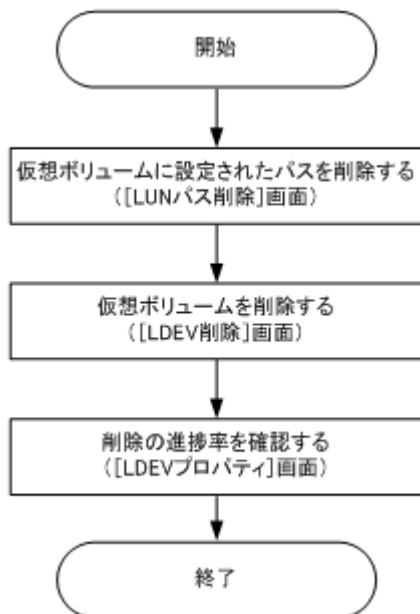 開始
仮想ボリュームに設定されたパスを削除する
([LUNパス削除]画面)
仮想ボリュームを削除する
([LDEV削除]画面)
削除の進捗率を確認する
([LDEVプロパティ]画面)
終了